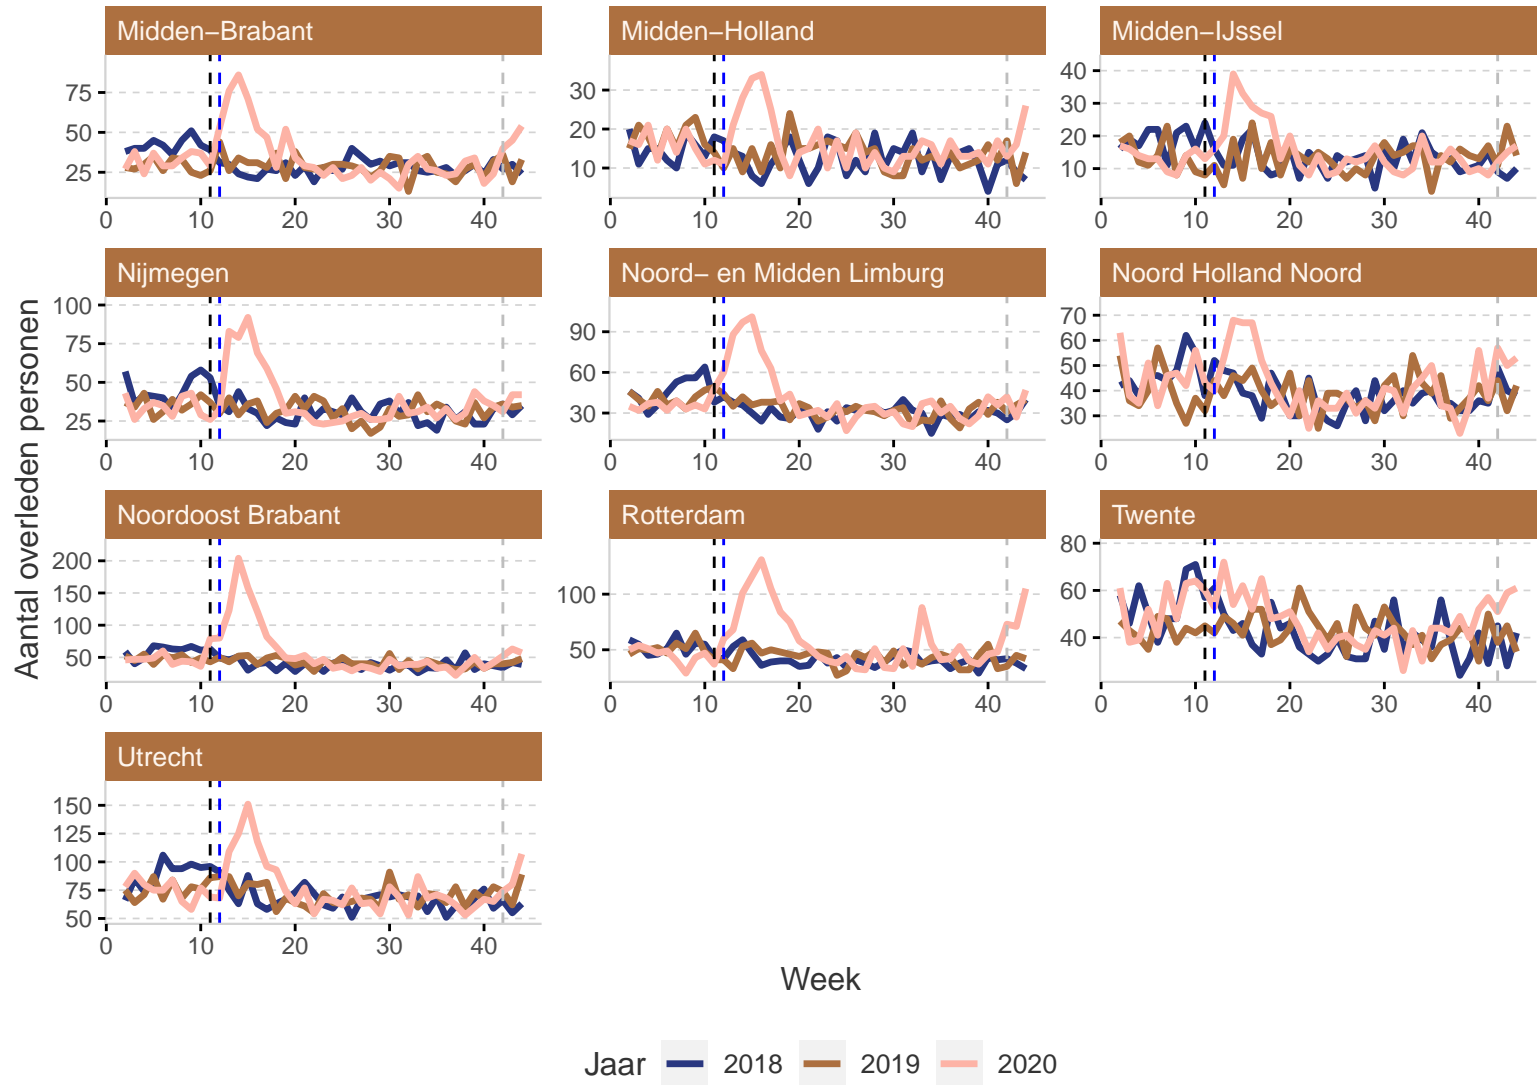 Aantal overleden personen
Midden−Brabant
75
50
25
0 10 20 30 40
Midden−Holland
30
20
10
0 10 20 30 40
Midden−IJssel
40
30
20
10
0 10 20 30 40
Nijmegen
100
75
50
25
0 10 20 30 40
Noord− en Midden Limburg
90
60
30
0 10 20 30 40
Noord Holland Noord
70
60
50
40
30
0 10 20 30 40
Noordoost Brabant
200
150
100
50
0 10 20 30 40
Rotterdam
100
50
0 10 20 30 40
Twente
80
60
40
0 10 20 30 40
Utrecht
150
125
100
75
50
0 10 20 30 40
Week
Jaar 2018 2019 2020